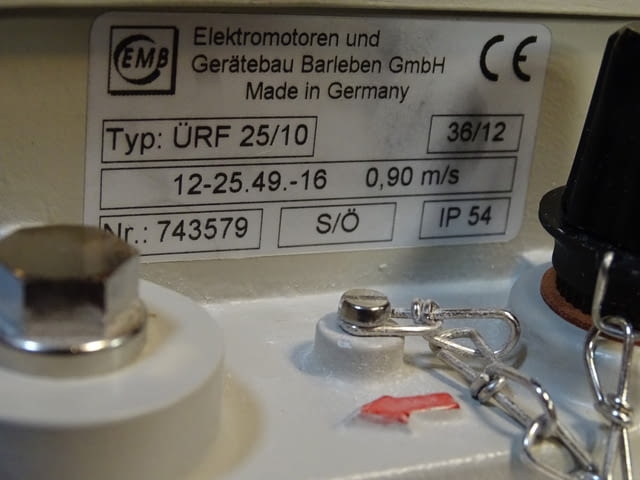 EMB
Elektromotoren und
Gerätebau Barleben GmbH
Made in Germany
CE
Typ: ÜRF 25/10
36/12
12-25.49.-16 0,90 m/s
Nr.: 743579
S/Ö
IP 54